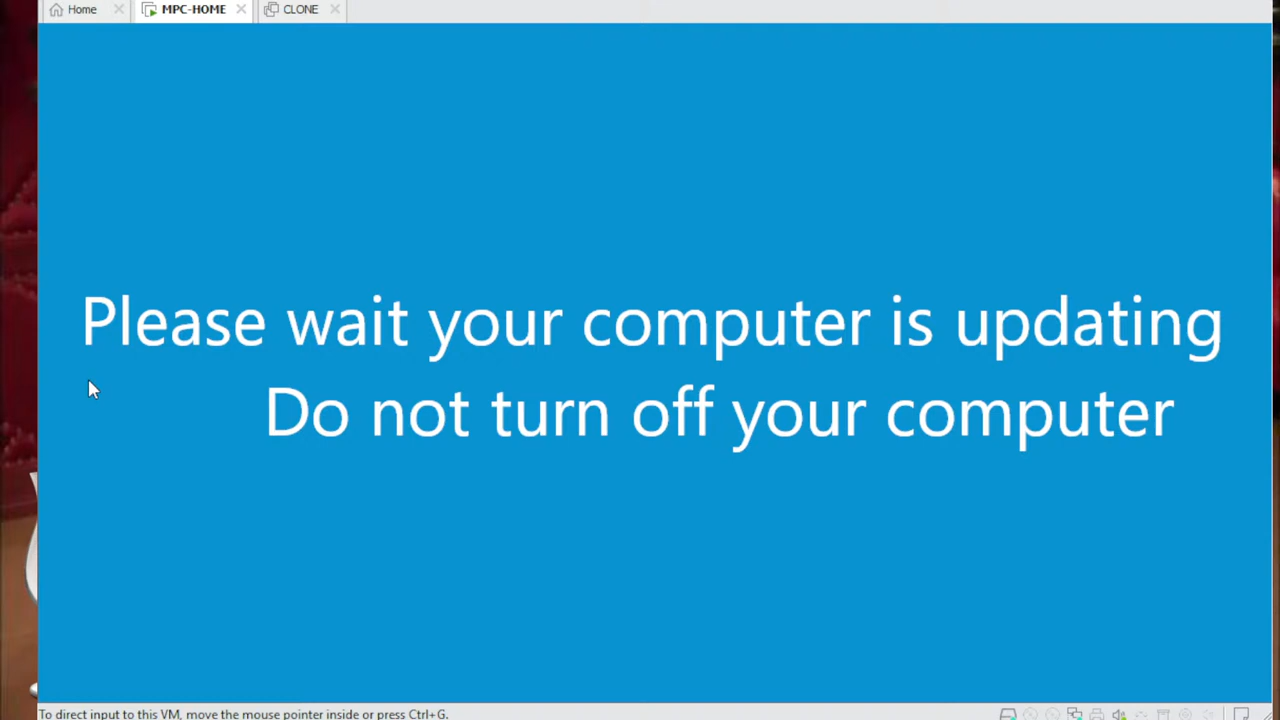 Home
MPC-HOME
CLONE
Please wait your computer is updating
Do not turn off your computer
To direct input to this VM, move the mouse pointer inside or press Ctrl+G.